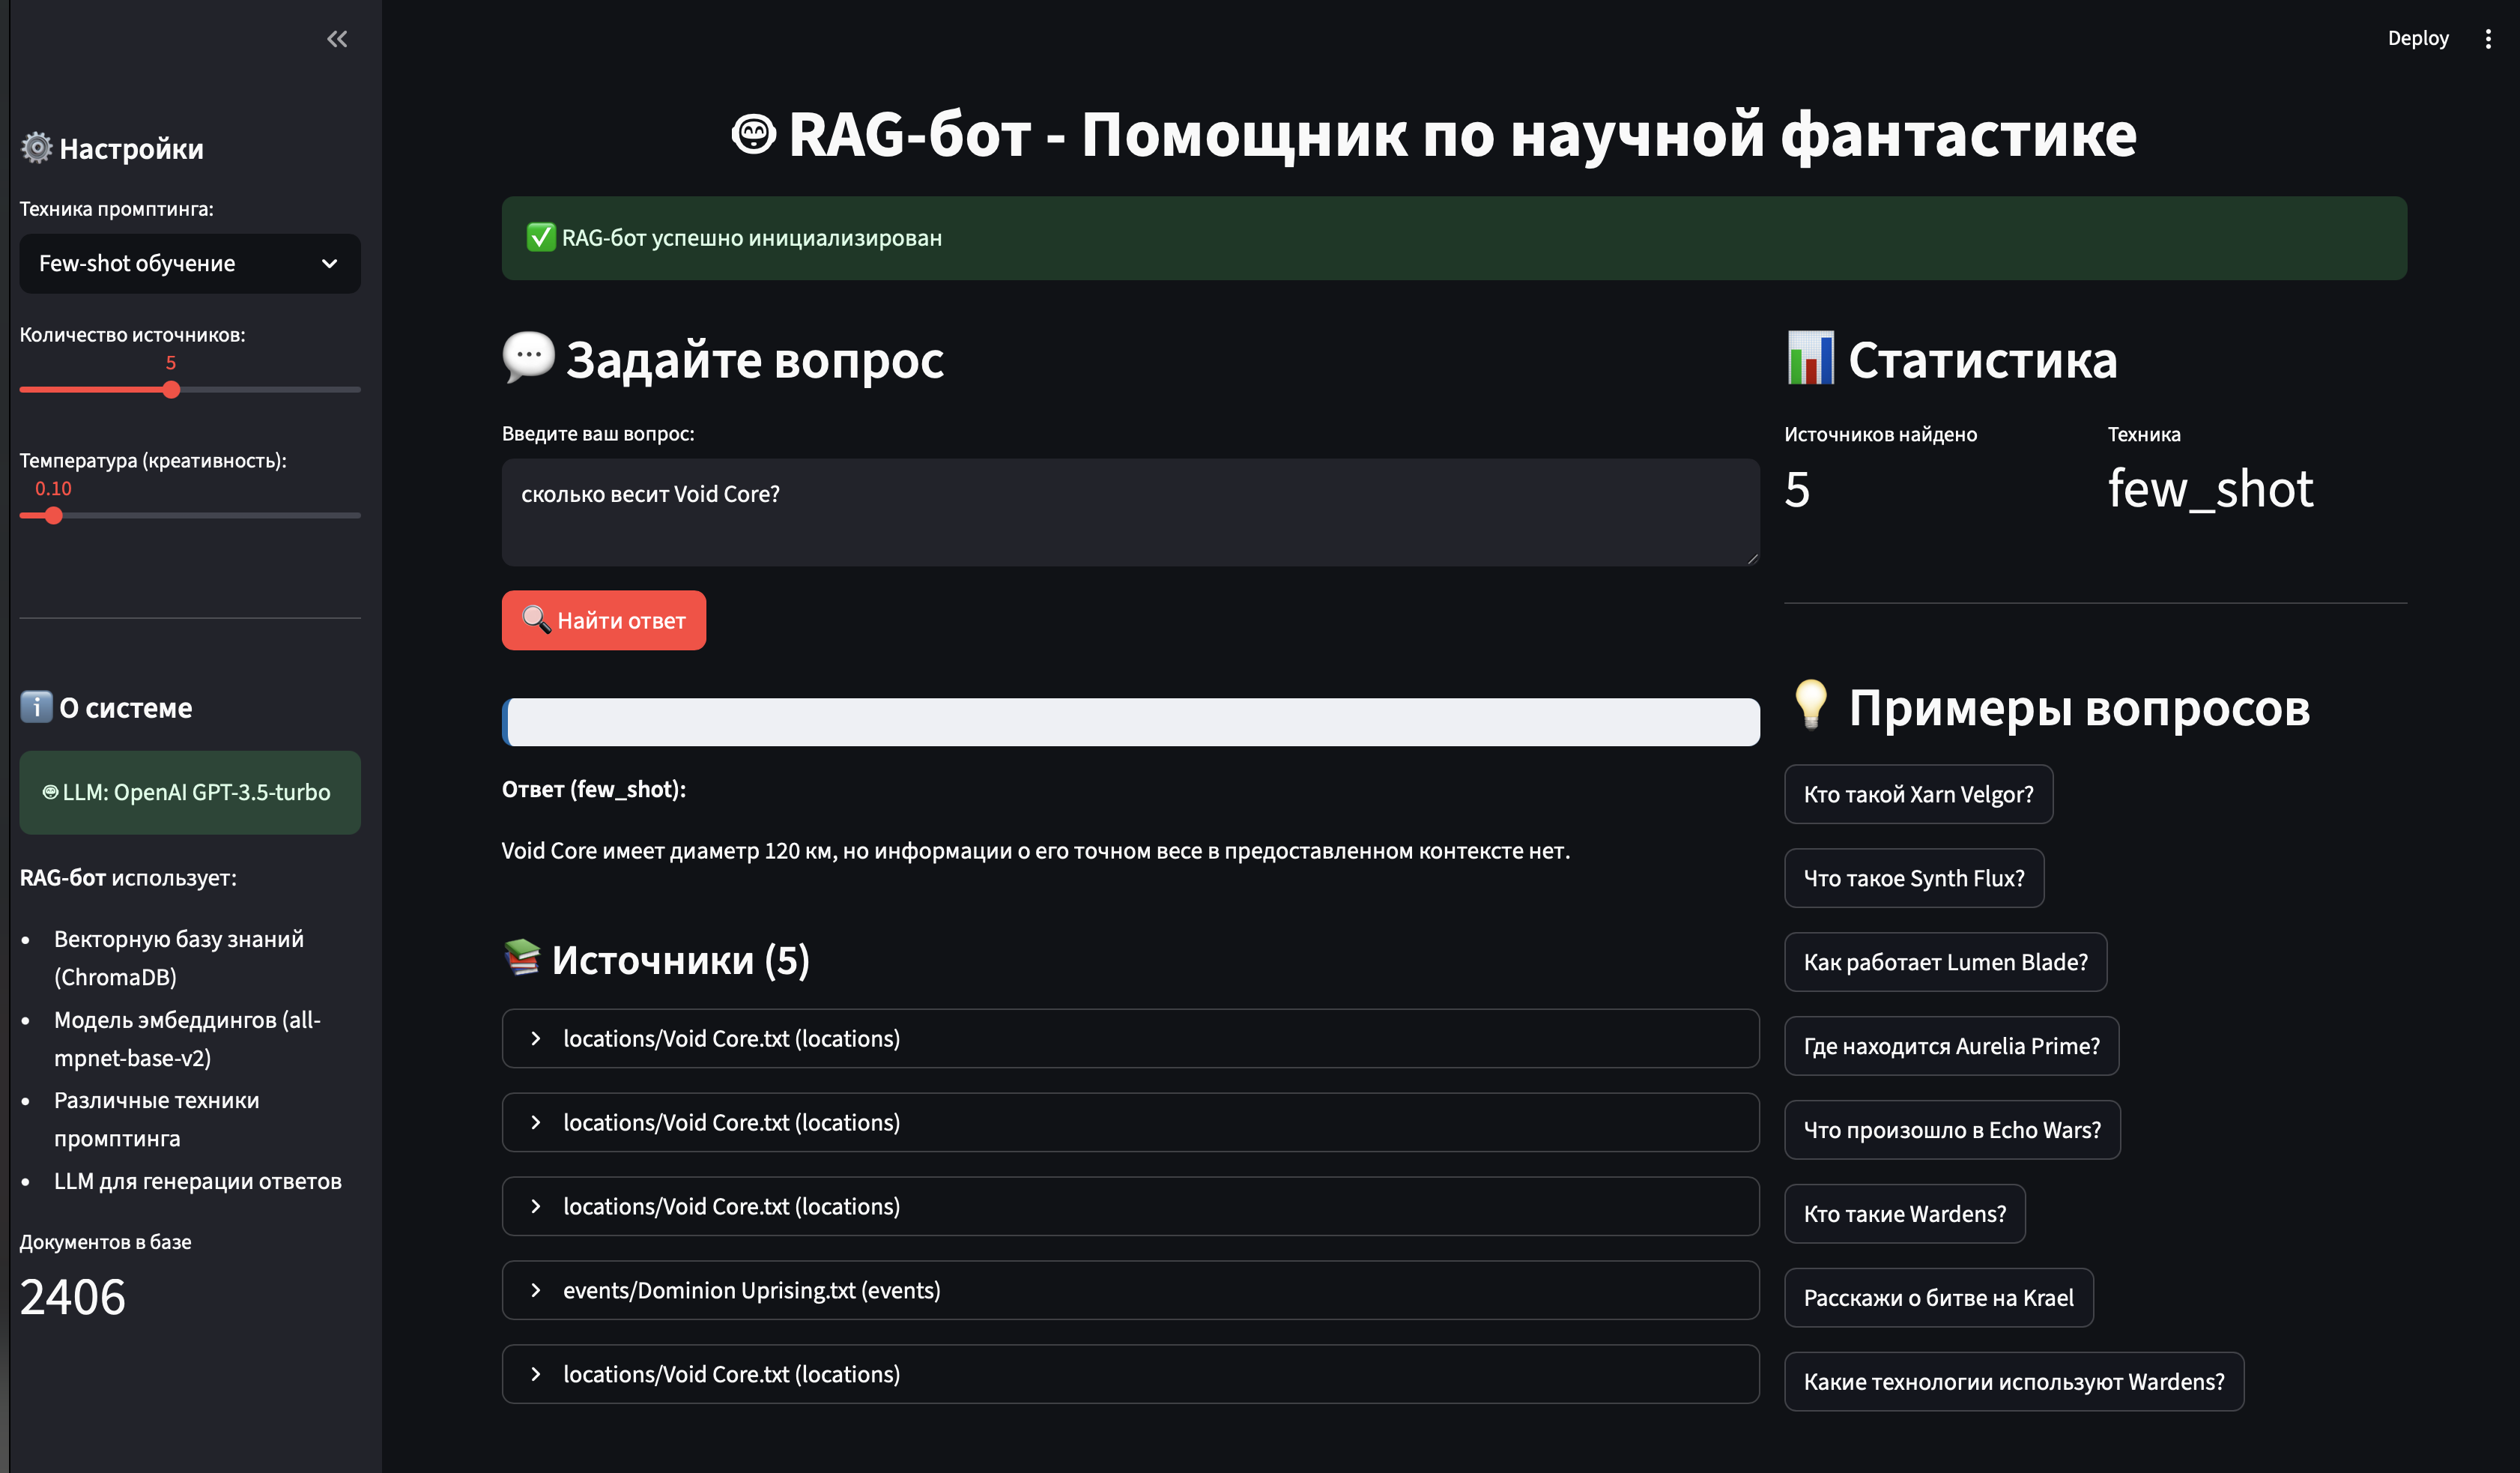 Настройки
Техника промптинга:
Few-shot обучение
Количество источников:
5
Температура (креативность):
0.10
О системе
LLM: OpenAI GPT-3.5-turbo
RAG-бот использует:
Векторную базу знаний
(ChromaDB)
Модель эмбеддингов (all-
mpnet-base-v2)
Различные техники
промптинга
LLM для генерации ответов
Документов в базе
2406
Deploy
RAG-бот - Помощник по научной фантастике
RAG-бот успешно инициализирован
Задайте вопрос
Введите ваш вопрос:
сколько весит Void Core?
Найти ответ
Ответ (few_shot):
Void Core имеет диаметр 120 км, но информации о его точном весе в предоставленном контексте нет.
Источники (5)
locations/Void Core.txt (locations)
locations/Void Core.txt (locations)
locations/Void Core.txt (locations)
events/Dominion Uprising.txt (events)
locations/Void Core.txt (locations)
Статистика
Источников найдено
5
Техника
few_shot
Примеры вопросов
Кто такой Xarn Velgor?
Что такое Synth Flux?
Как работает Lumen Blade?
Где находится Aurelia Prime?
Что произошло в Echo Wars?
Кто такие Wardens?
Расскажи о битве на Krael
Какие технологии используют Wardens?